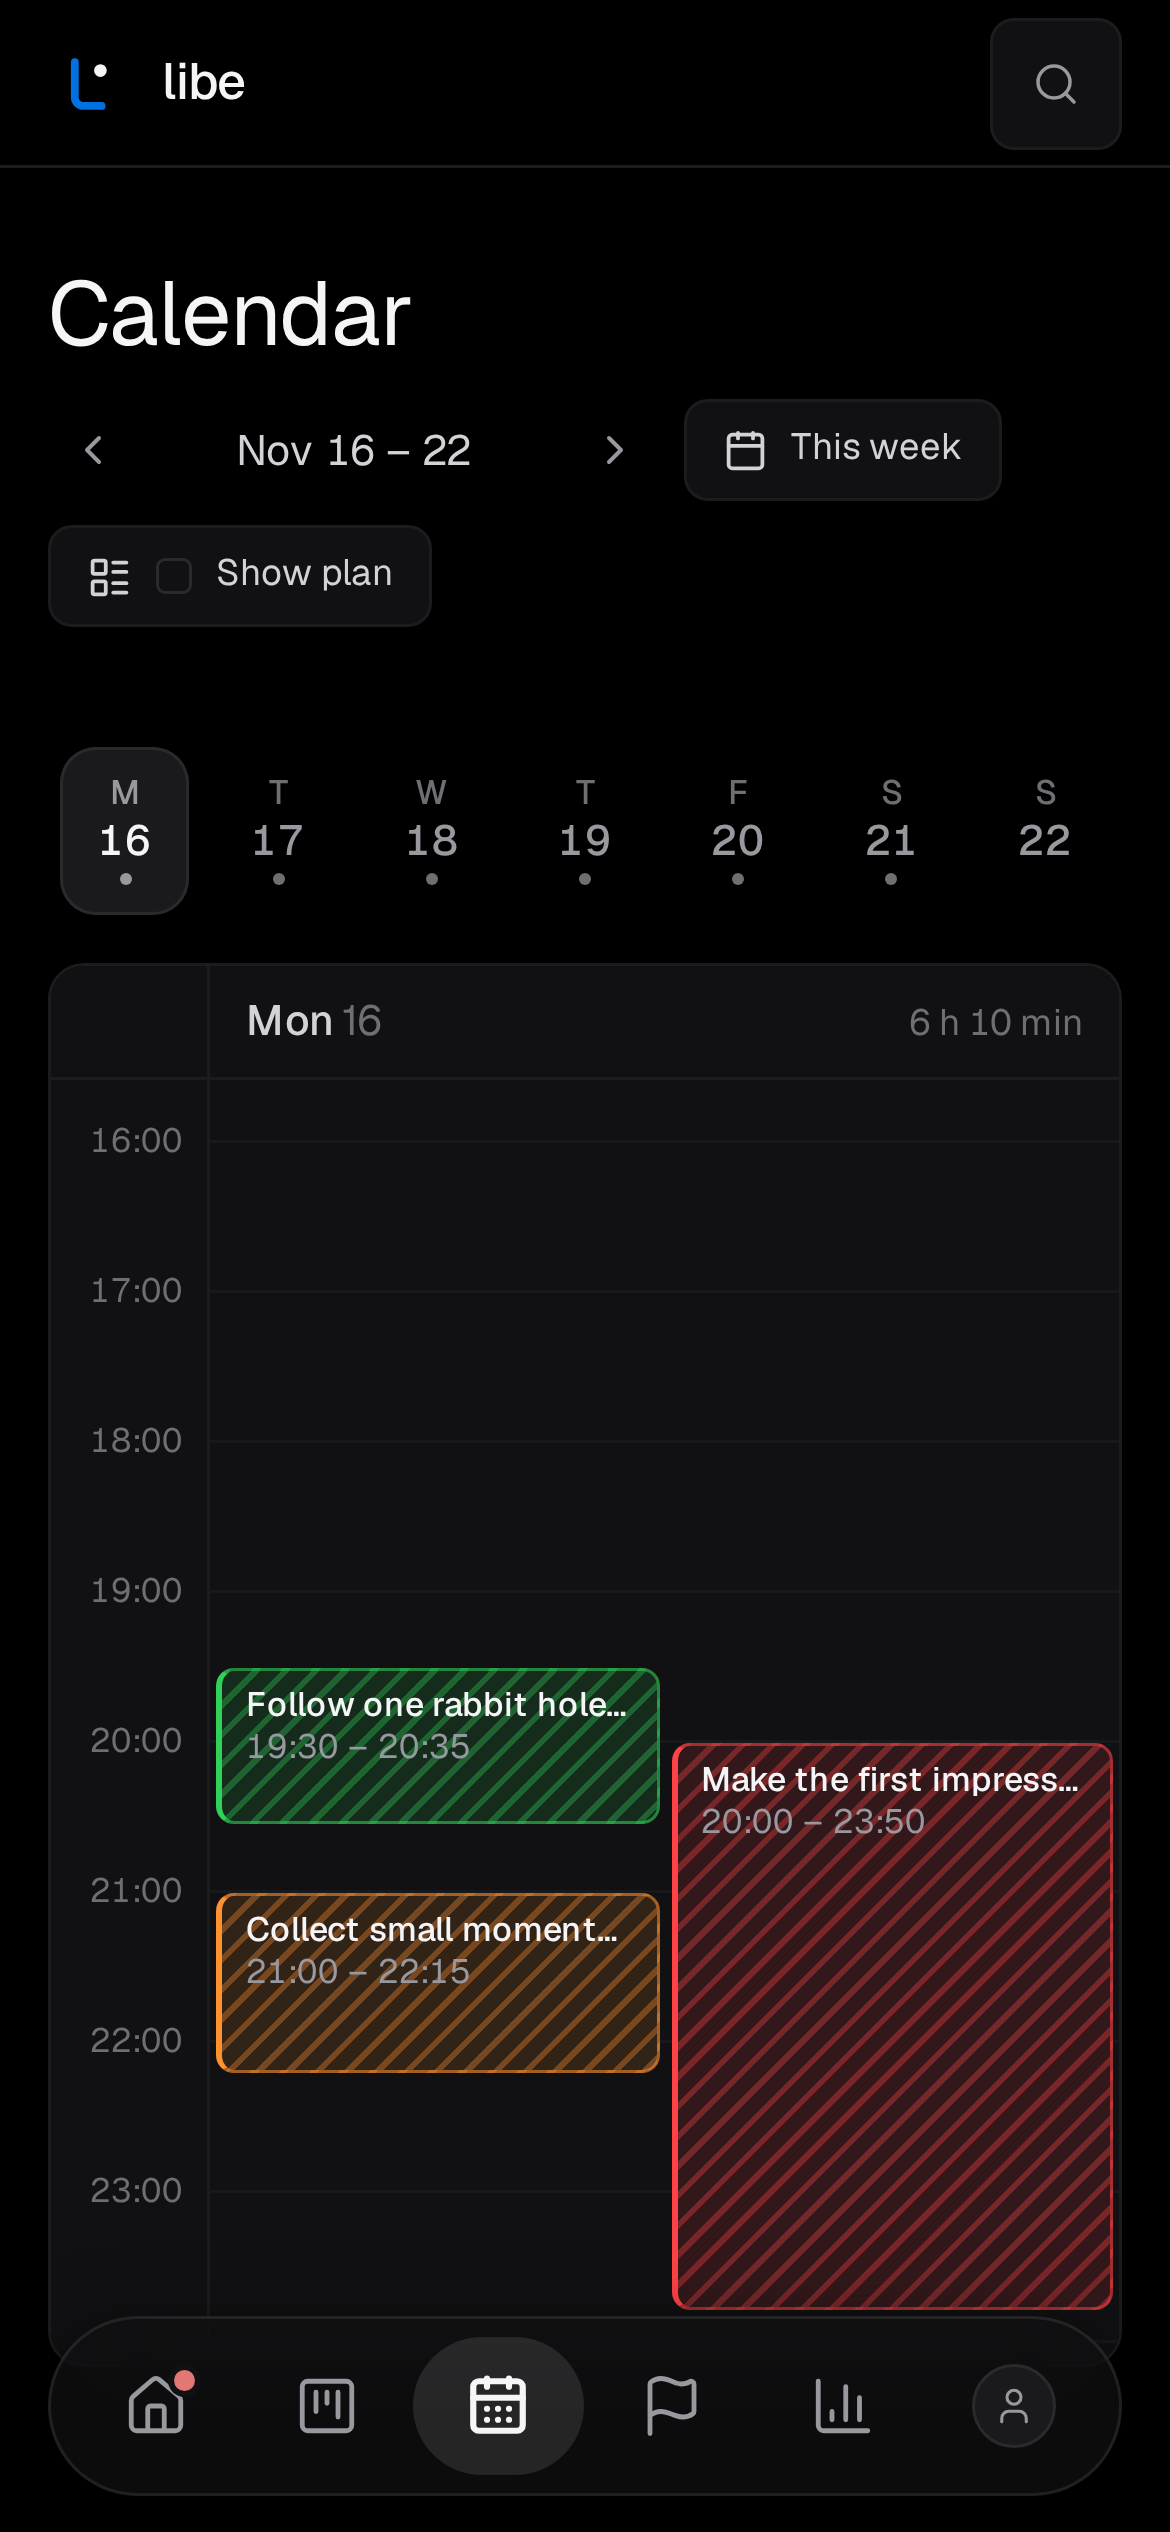 libe
Calendar
Nov 16 – 22
This week
Show plan
M T W T F S S
16 17 18 19 20 21 22
Mon 16 6 h 10 min
16:00
17:00
18:00
19:00
Follow one rabbit hole…
19:30 – 20:35
20:00
Make the first impress…
20:00 – 23:50
21:00
Collect small moment…
21:00 – 22:15
22:00
23:00